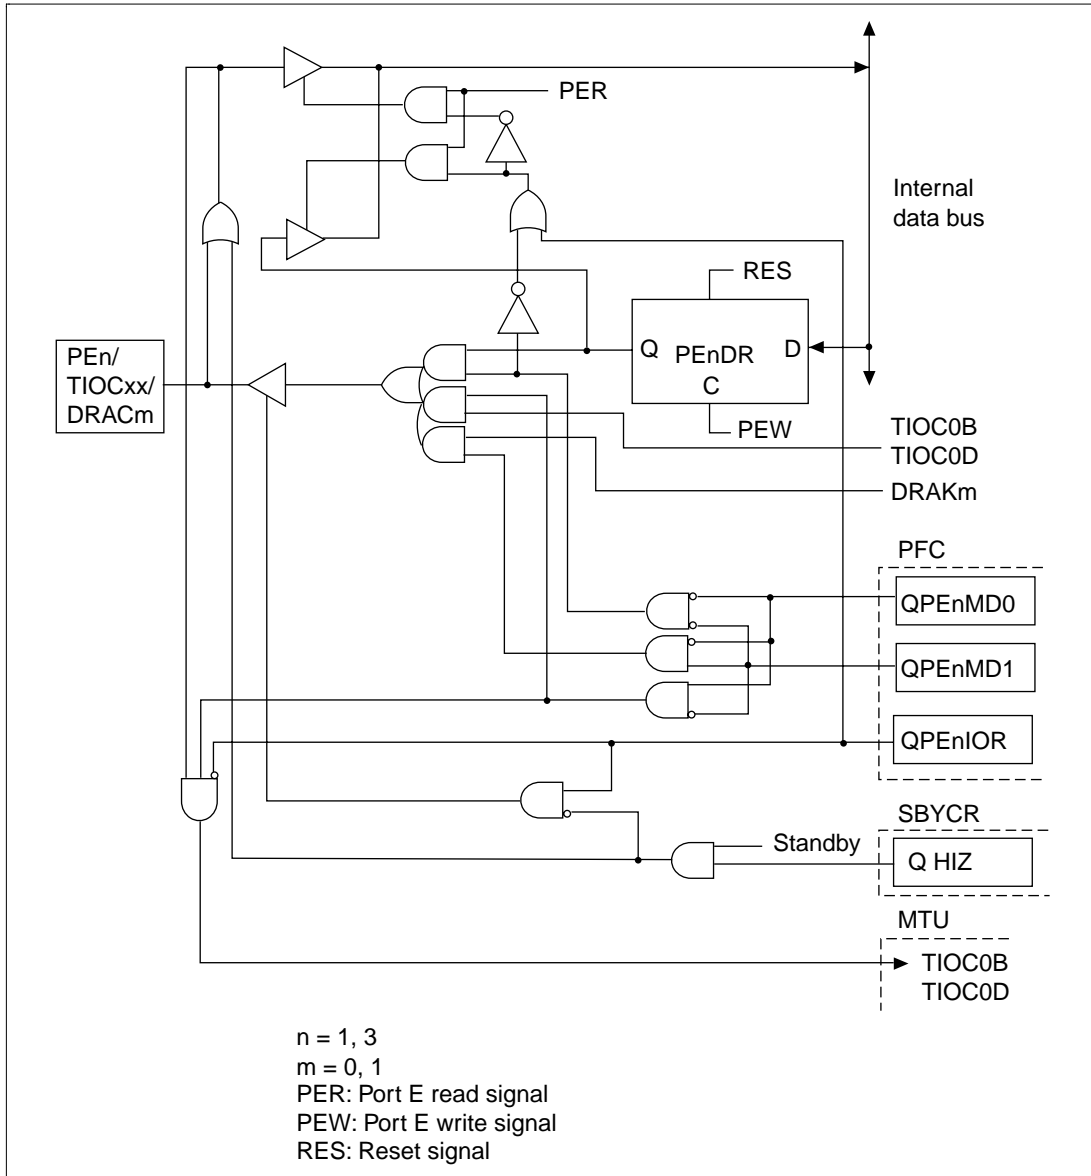 PER
Internal
data bus
RES
Q PEnDR D
C
PEW
PEn/
TIOCxx/
DRACm
TIOC0B
TIOC0D
DRAKm
PFC
QPEnMD0
QPEnMD1
QPEnIOR
SBYCR
Standby
Q HIZ
MTU
TIOC0B
TIOC0D
n = 1, 3
m = 0, 1
PER: Port E read signal
PEW: Port E write signal
RES: Reset signal